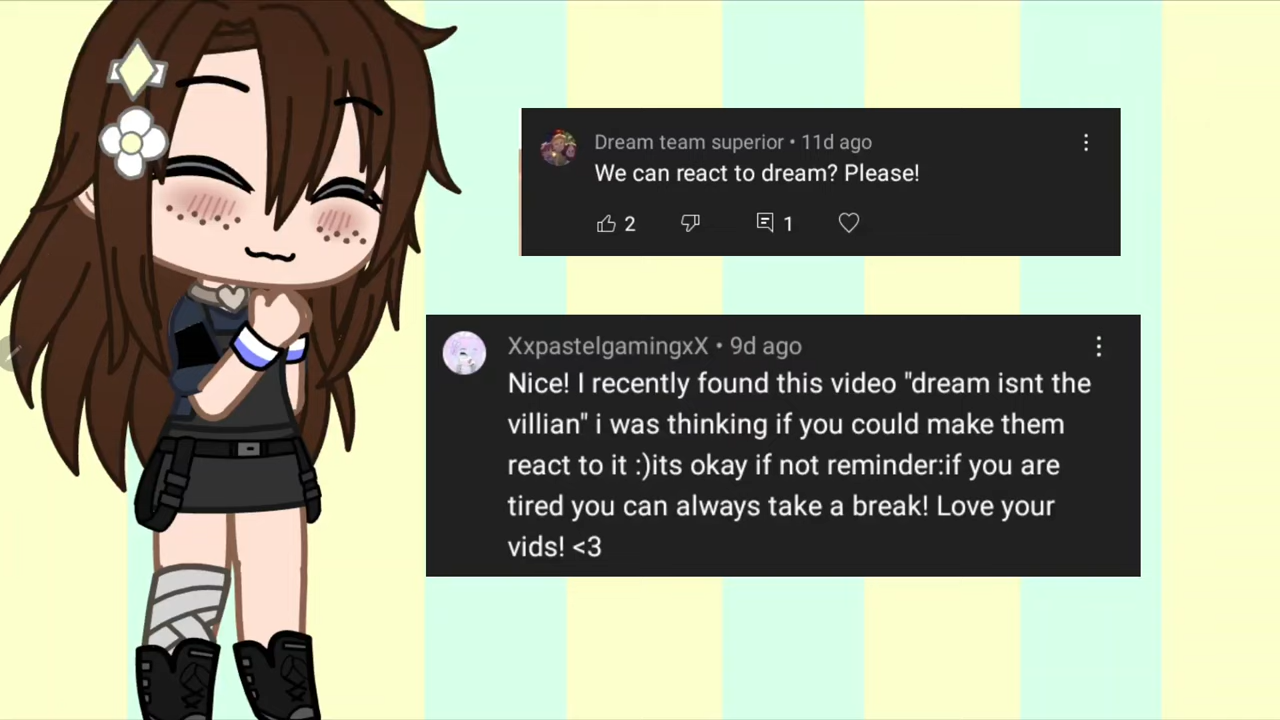 Dream team superior • 11d ago
We can react to dream? Please!
2 1
XxpastelgamingxX • 9d ago
Nice! I recently found this video "dream isnt the
villian" i was thinking if you could make them
react to it :)its okay if not reminder:if you are
tired you can always take a break! Love your
vids! <3